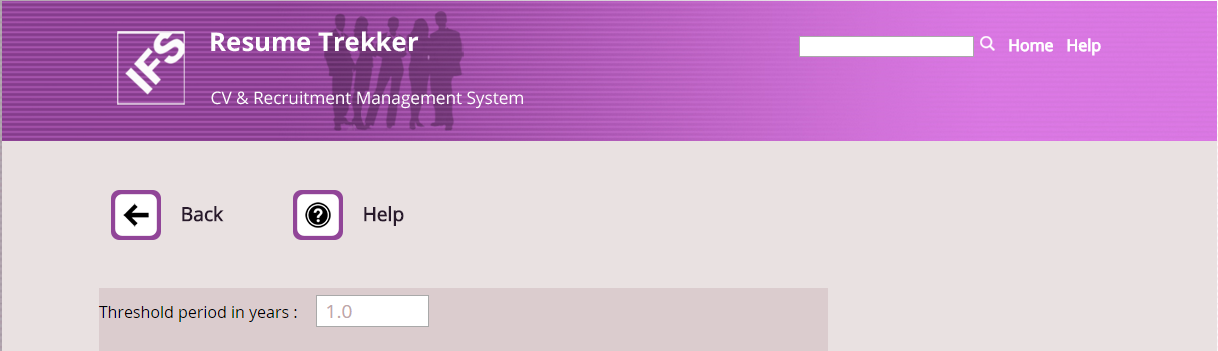 IFS
Resume Trekker
CV & Recruitment Management System
Home Help
Back Help
Threshold period in years : 1.0